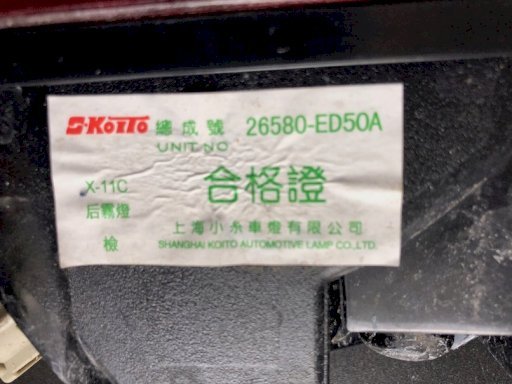 S-KOITO 總成號 26580-ED50A
UNIT NO
合格證
X-11C
后霧燈
檢
上海小糸車燈有限公司
SHANGHAI KOITO AUTOMOTIVE LAMP CO.,LTD.